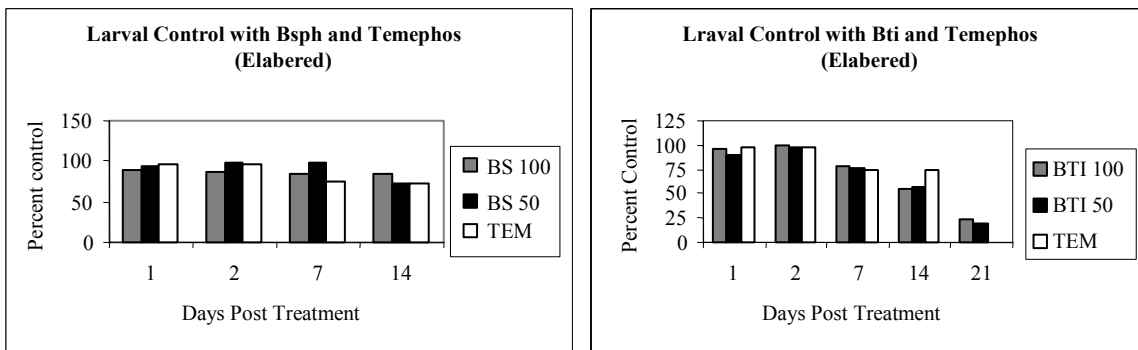 Larval Control with Bsph and Temephos
(Elabered)
Percent control
150
100
50
0
1 2 7 14
Days Post Treatment
BS 100
BS 50
TEM
Lraval Control with Bti and Temephos
(Elabered)
Percent Control
125
100
75
50
25
0
1 2 7 14 21
Days Post Treatment
BTI 100
BTI 50
TEM